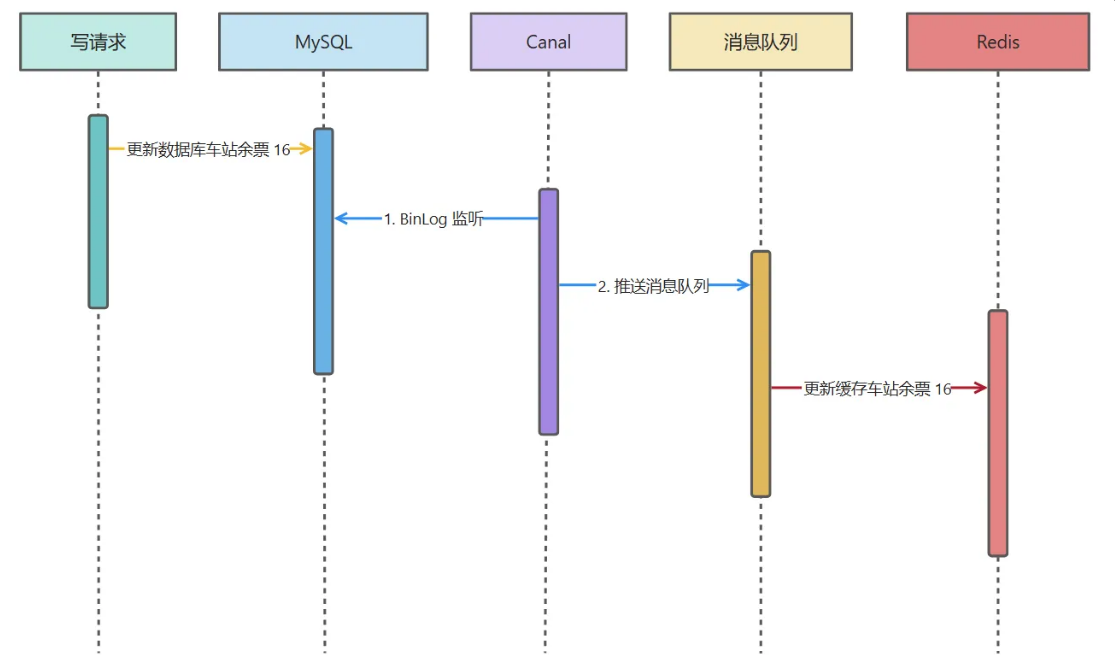 写请求
MySQL
Canal
消息队列
Redis
更新数据库车站余票 16
1. BinLog 监听
2. 推送消息队列
更新缓存车站余票 16